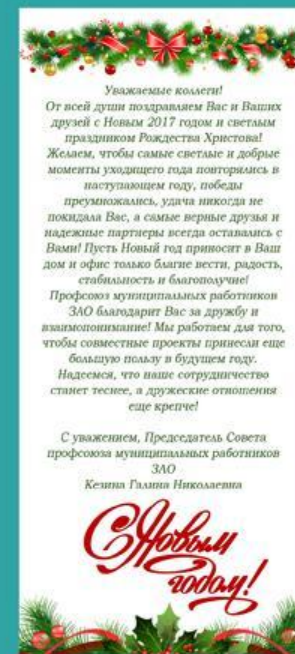 Уважаемые коллеги!
От всей души поздравляем Вас и Ваших
друзей с Новым 2017 годом и светлым
праздником Рождества Христова!
Желаем, чтобы самые светлые и добрые
моменты уходящего года повторялись в
наступающем году, победы
преумножались, удача никогда не
покидала Вас, а самые верные друзья и
надежные партнеры всегда оставались с
Вами! Пусть Новый год приносит в Ваш
дом и офис только благие вести, радость,
стабильность и благополучие!
Профсоюз муниципальных работников
ЗАО благодарит Вас за дружбу и
взаимопонимание! Мы работаем для того,
чтобы совместные проекты принесли еще
большую пользу в будущем году.
Надеемся, что наше сотрудничество
станет теснее, а дружеские отношения
еще крепче!
С уважением, Председатель Совета
профсоюза муниципальных работников
ЗАО
Кезина Галина Николаевна
С Новым
годом!